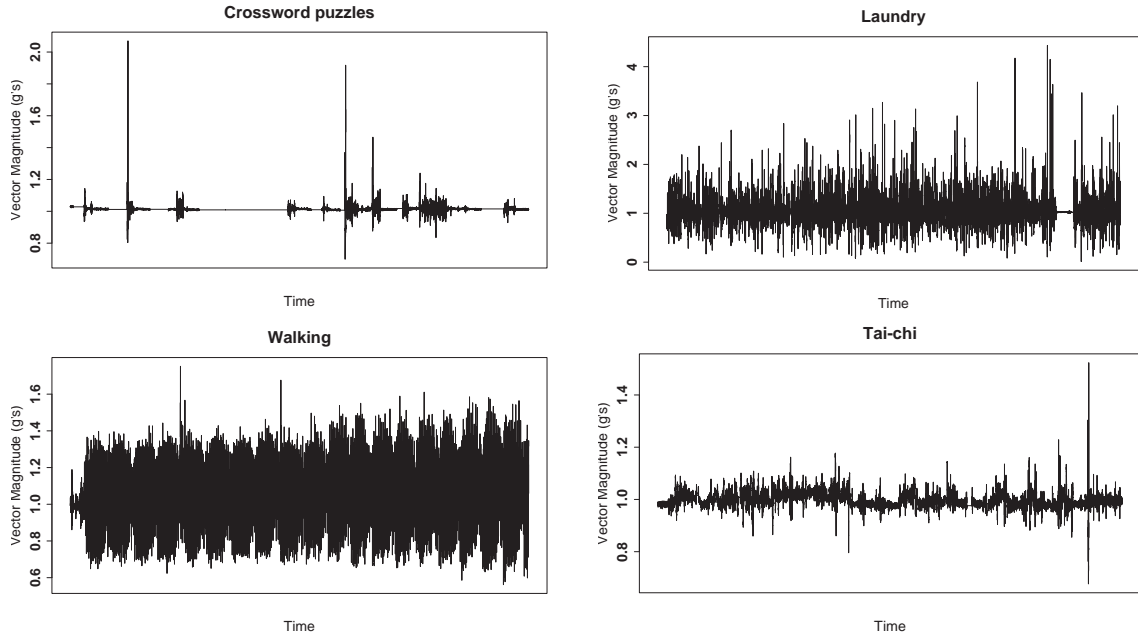 Crossword puzzles
Vector Magnitude (g's)
2.0
1.6
1.2
0.8
Time
Laundry
Vector Magnitude (g's)
4
3
2
1
0
Time
Walking
Vector Magnitude (g's)
1.6
1.4
1.2
1.0
0.8
0.6
Time
Tai-chi
Vector Magnitude (g's)
1.4
1.2
1.0
0.8
Time